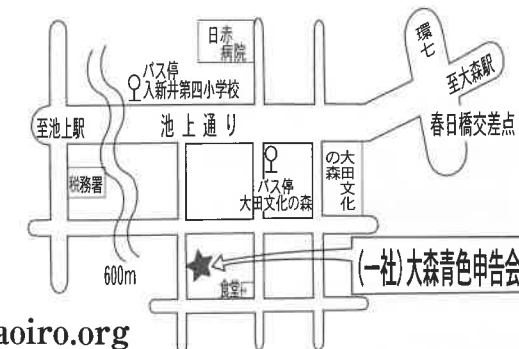 日赤
病院
環七
バス停
入新井第四小学校
至大森駅
至池上駅
池上通り
春日橋交差点
税務署
バス停
大田文化の森
大田文化
の森
600m
食堂
(一社)大森青色申告会
aoiro.org